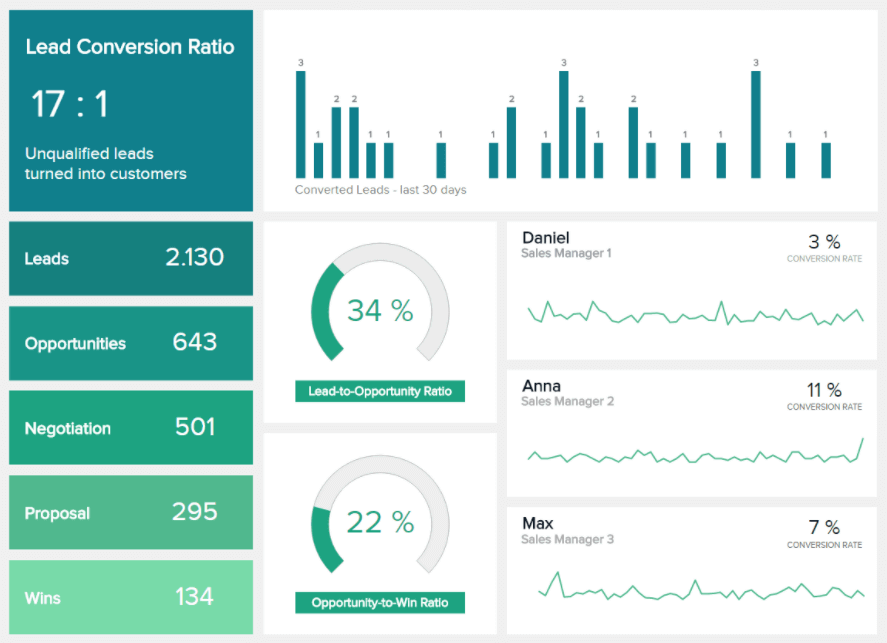 Lead Conversion Ratio
17 : 1
Unqualified leads
turned into customers
3
1
2
2
1
1
1
1
2
1
3
2
1
2
1
1
1
3
1
1
Converted Leads - last 30 days
Leads 2.130
Opportunities 643
Negotiation 501
Proposal 295
Wins 134
34 %
Lead-to-Opportunity Ratio
22 %
Opportunity-to-Win Ratio
Daniel
Sales Manager 1
3 %
CONVERSION RATE
Anna
Sales Manager 2
11 %
CONVERSION RATE
Max
Sales Manager 3
7 %
CONVERSION RATE